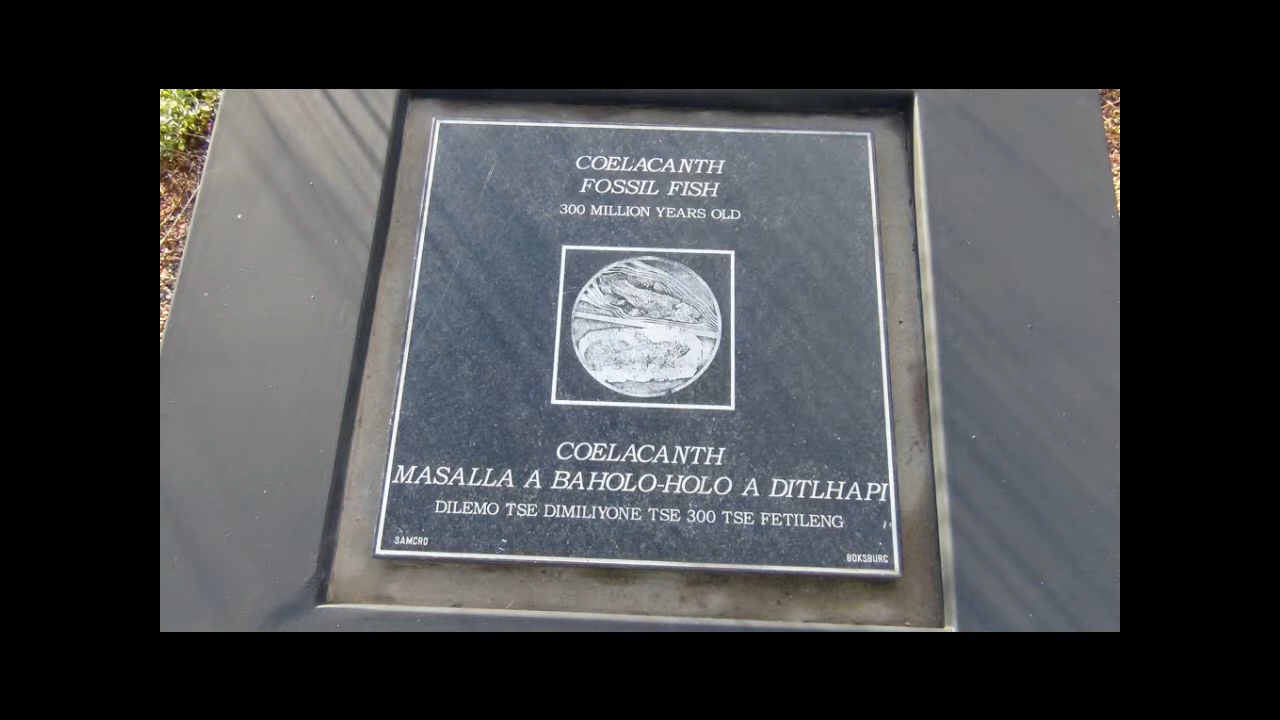 COELACANTH
FOSSIL FISH
300 MILLION YEARS OLD
COELACANTH
MASALLA A BAHOLO-HOLO A DITLHAPI
DILEMO TSE DIMILIYONE TSE 300 TSE FETILENG
SAMCRO
BOKSBURG